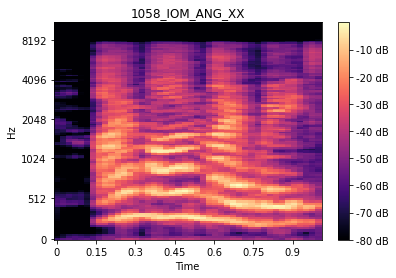 1058_IOM_ANG_XX
8192
4096
2048
1024
512
0
Hz
0
0.15
0.3
0.45
0.6
0.75
0.9
Time
-10 dB
-20 dB
-30 dB
-40 dB
-50 dB
-60 dB
-70 dB
-80 dB